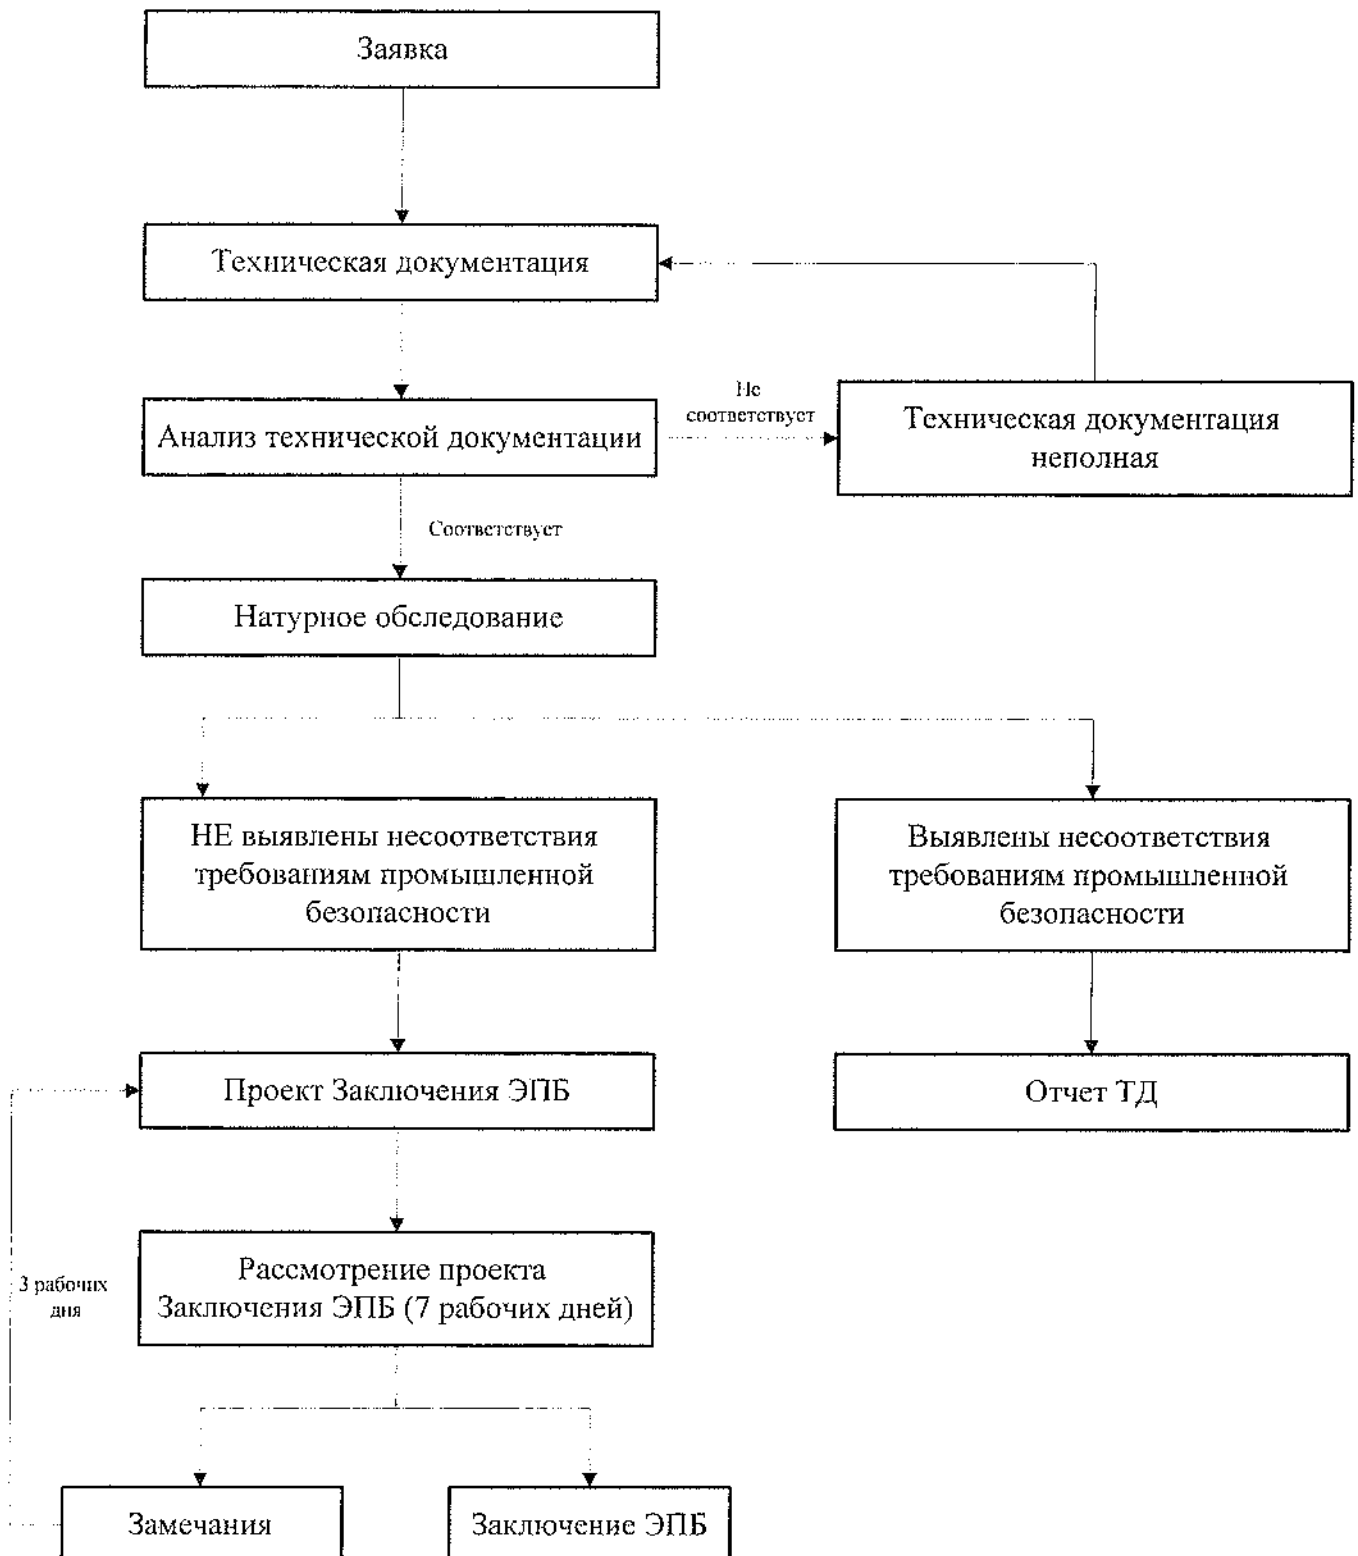 Заявка
Техническая документация
Анализ технической документации
Не
соответствует
Техническая документация
неполная
Соответствует
Натурное обследование
НЕ выявлены несоответствия
требованиям промышленной
безопасности
Выявлены несоответствия
требованиям промышленной
безопасности
Проект Заключения ЭПБ
Отчет ТД
Рассмотрение проекта
Заключения ЭПБ (7 рабочих дней)
3 рабочих
дня
Замечания
Заключение ЭПБ